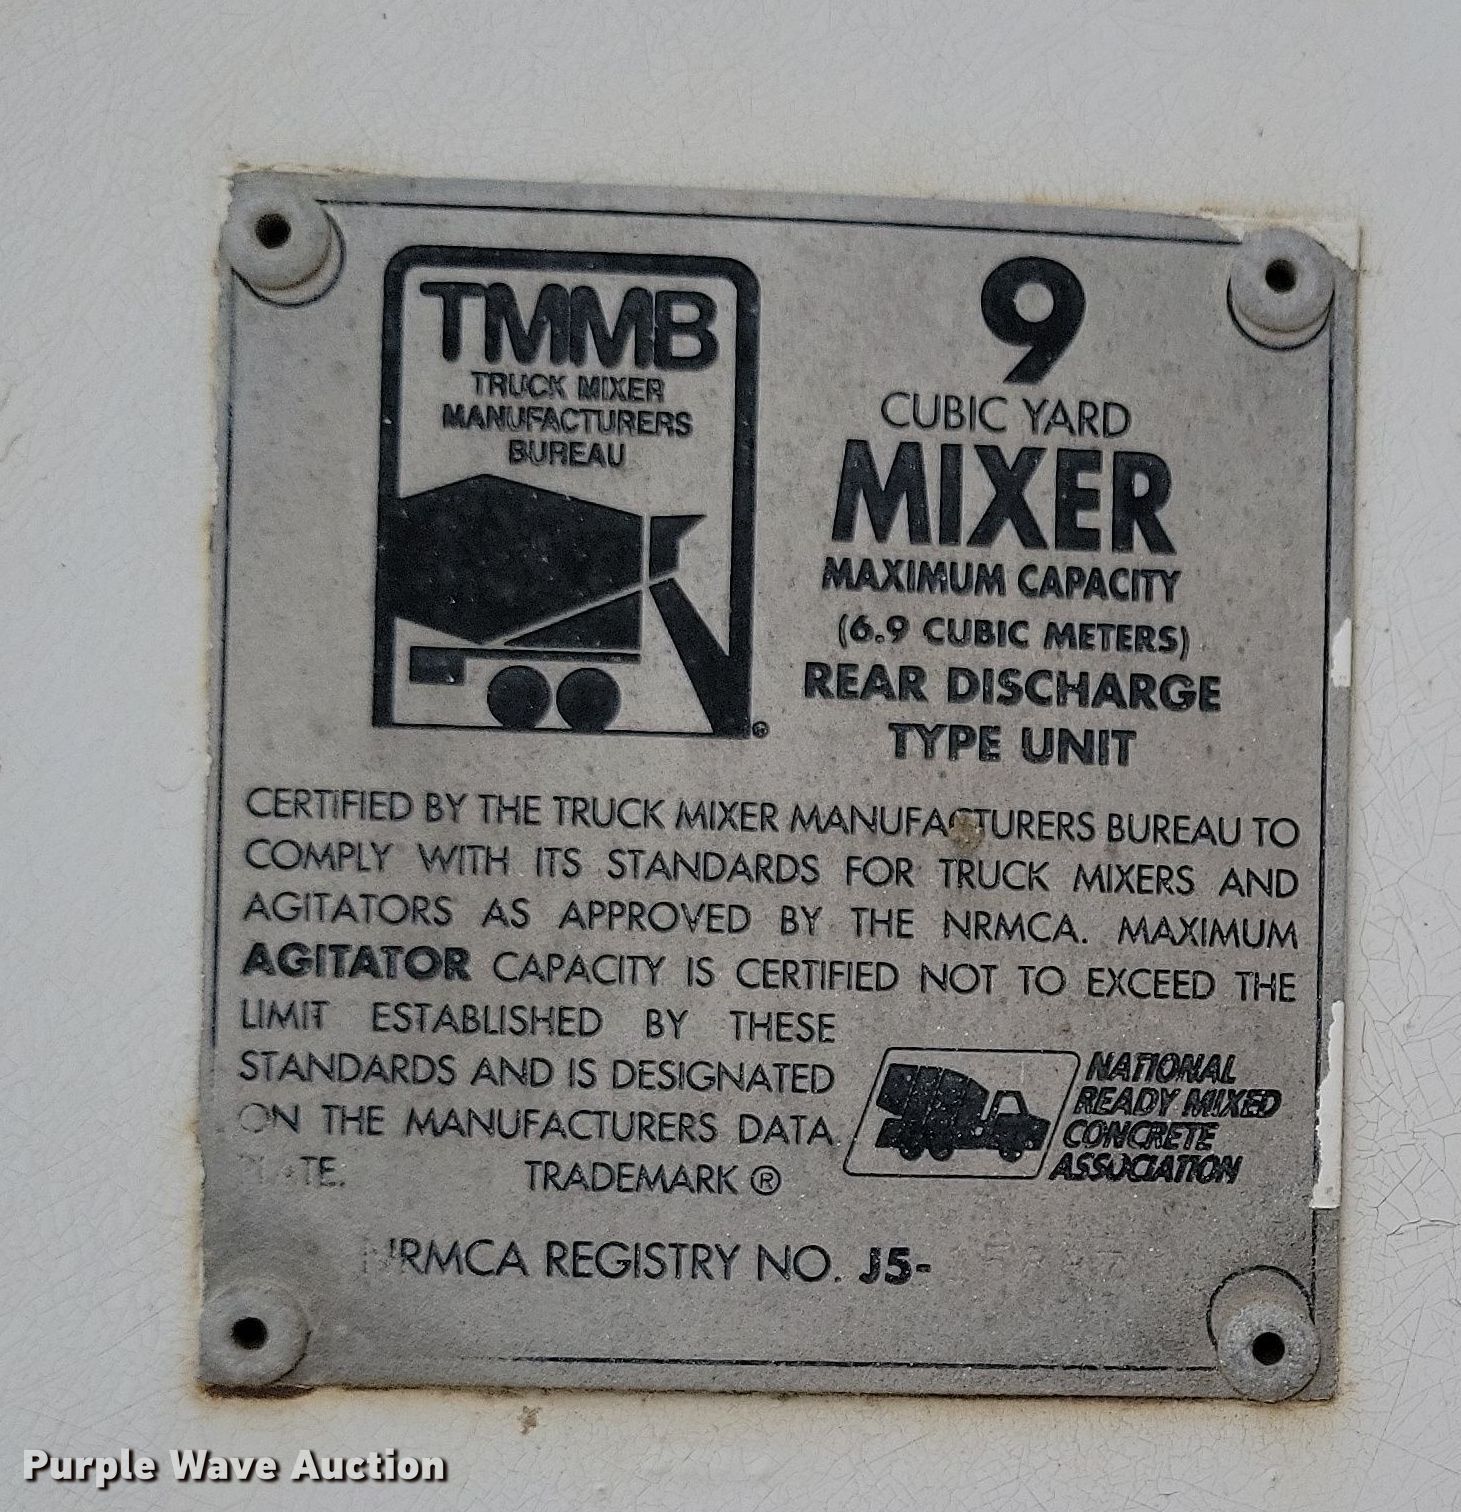 TMMB
TRUCK MIXER
MANUFACTURERS
BUREAU
®
9
CUBIC YARD
MIXER
MAXIMUM CAPACITY
(6.9 CUBIC METERS)
REAR DISCHARGE
TYPE UNIT
CERTIFIED BY THE TRUCK MIXER MANUFACTURERS BUREAU TO
COMPLY WITH ITS STANDARDS FOR TRUCK MIXERS AND
AGITATORS AS APPROVED BY THE NRMCA. MAXIMUM
AGITATOR CAPACITY IS CERTIFIED NOT TO EXCEED THE
LIMIT ESTABLISHED BY THESE
STANDARDS AND IS DESIGNATED
ON THE MANUFACTURERS DATA
PLATE. TRADEMARK ®
NATIONAL
READY MIXED
CONCRETE
ASSOCIATION
NRMCA REGISTRY NO. J5-
Purple Wave Auction